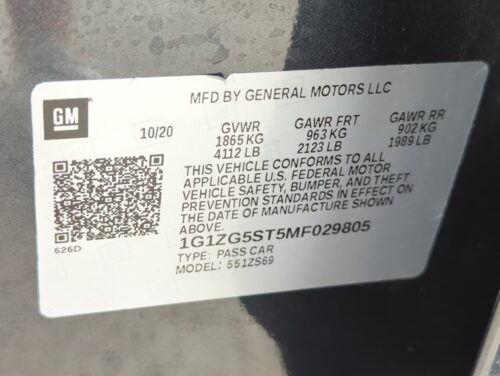 MFD BY GENERAL MOTORS LLC
GM
10/20 GVWR GAWR FRT GAWR RR
1865 KG 963 KG 902 KG
4112 LB 2123 LB 1989 LB
THIS VEHICLE CONFORMS TO ALL
APPLICABLE U.S. FEDERAL MOTOR
VEHICLE SAFETY, BUMPER, AND THEFT
PREVENTION STANDARDS IN EFFECT ON
THE DATE OF MANUFACTURE SHOWN
ABOVE.
626D
1G1ZG5ST5MF029805
TYPE: PASS CAR
MODEL: 551ZS69